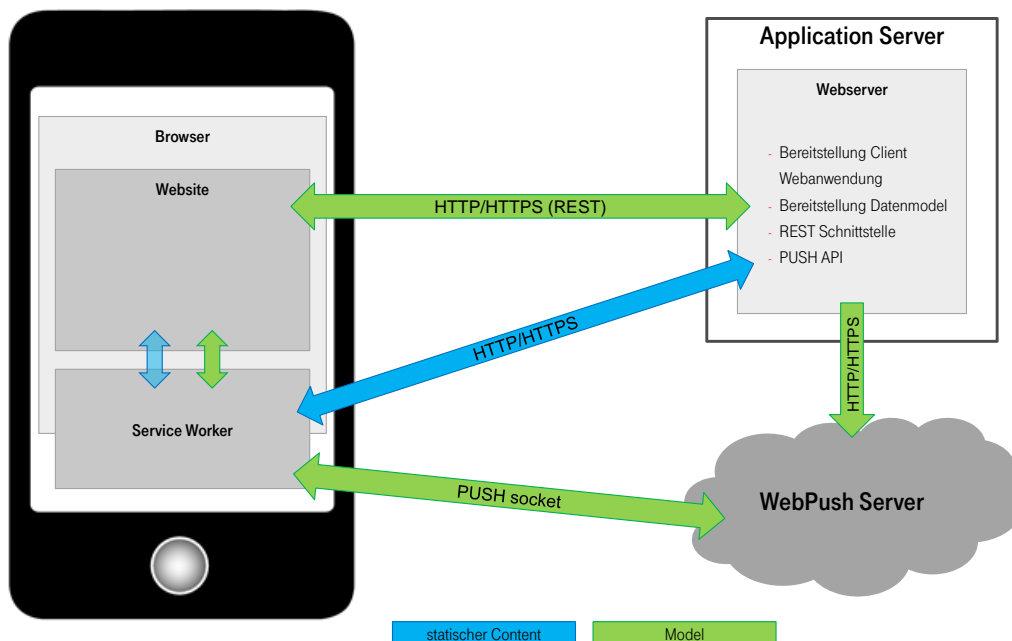 Application Server
Webserver
- Bereitstellung Client
Webanwendung
- Bereitstellung Datenmodel
- REST Schnittstelle
- PUSH API
Browser
Website
HTTP/HTTPS (REST)
HTTP/HTTPS
HTTP/HTTPS
Service Worker
PUSH socket
WebPush Server
statischer Content
Model